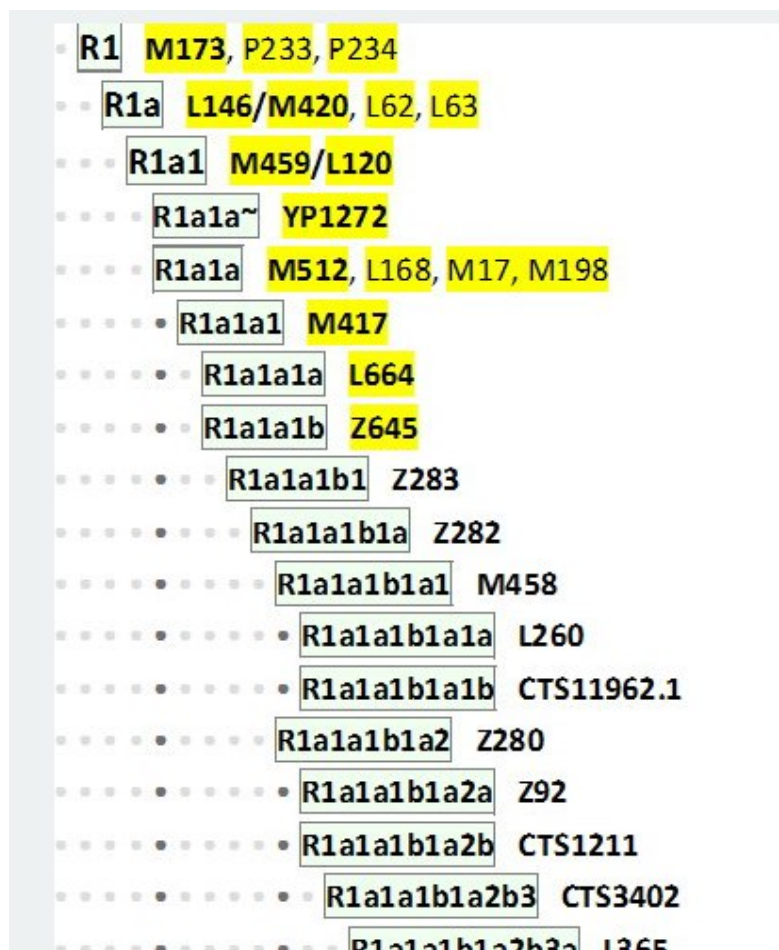 R1 M173, P233, P234
R1a L146/M420, L62, L63
R1a1 M459/L120
R1a1a~ YP1272
R1a1a M512, L168, M17, M198
R1a1a1 M417
R1a1a1a L664
R1a1a1b Z645
R1a1a1b1 Z283
R1a1a1b1a Z282
R1a1a1b1a1 M458
R1a1a1b1a1a L260
R1a1a1b1a1b CTS11962.1
R1a1a1b1a2 Z280
R1a1a1b1a2a Z92
R1a1a1b1a2b CTS1211
R1a1a1b1a2b3 CTS3402
R1a1a1b1a2b3a L365